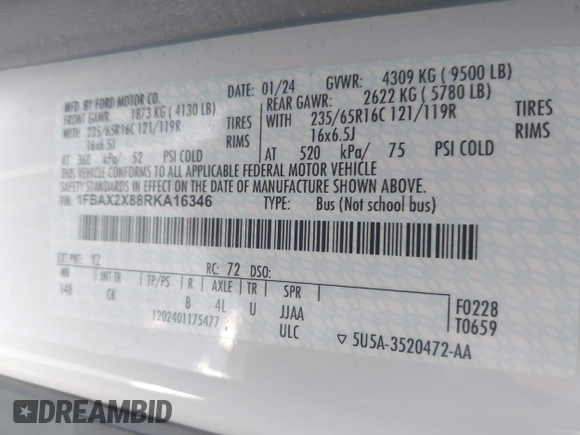 MFD. BY FORD MOTOR CO.
DATE: 01/24 GVWR: 4309 KG ( 9500 LB)
FRONT GAWR: 1873 KG ( 4130 LB)
REAR GAWR: 2622 KG ( 5780 LB)
WITH 235/65R16C 121/119R TIRES
WITH 235/65R16C 121/119R TIRES
16x6.5J RIMS
16x6.5J RIMS
AT 360 kPa/ 52 PSI COLD
AT 520 kPa/ 75 PSI COLD
THIS VEHICLE CONFORMS TO ALL APPLICABLE FEDERAL MOTOR VEHICLE
SAFETY STANDARDS IN EFFECT ON THE DATE OF MANUFACTURE SHOWN ABOVE.
VIN: 1FBAX2X88RKA16346 TYPE: Bus (Not school bus)
EXT PNT: YZ RC: 72 DSO:
WB INT TR TP/PS R AXLE TR SPR
148 CK B 4L U JJAA
1202401175477 ULC
F0228
T0659
▽ 5U5A-3520472-AA
DREAMBID